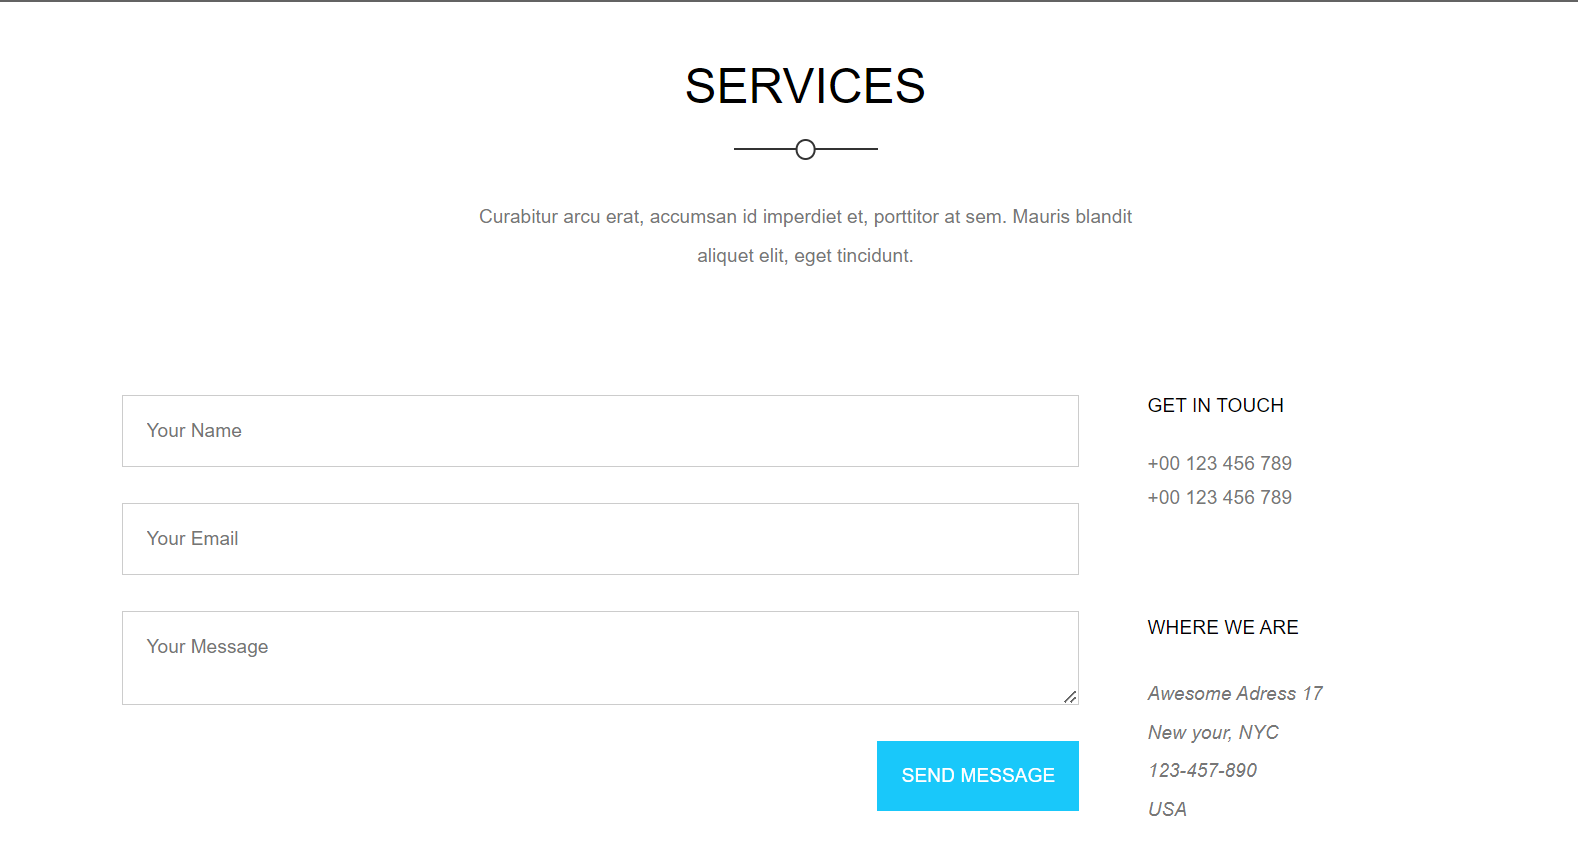 SERVICES
Curabitur arcu erat, accumsan id imperdiet et, porttitor at sem. Mauris blandit
aliquet elit, eget tincidunt.
Your Name
Your Email
Your Message
SEND MESSAGE
GET IN TOUCH
+00 123 456 789
+00 123 456 789
WHERE WE ARE
Awesome Adress 17
New your, NYC
123-457-890
USA